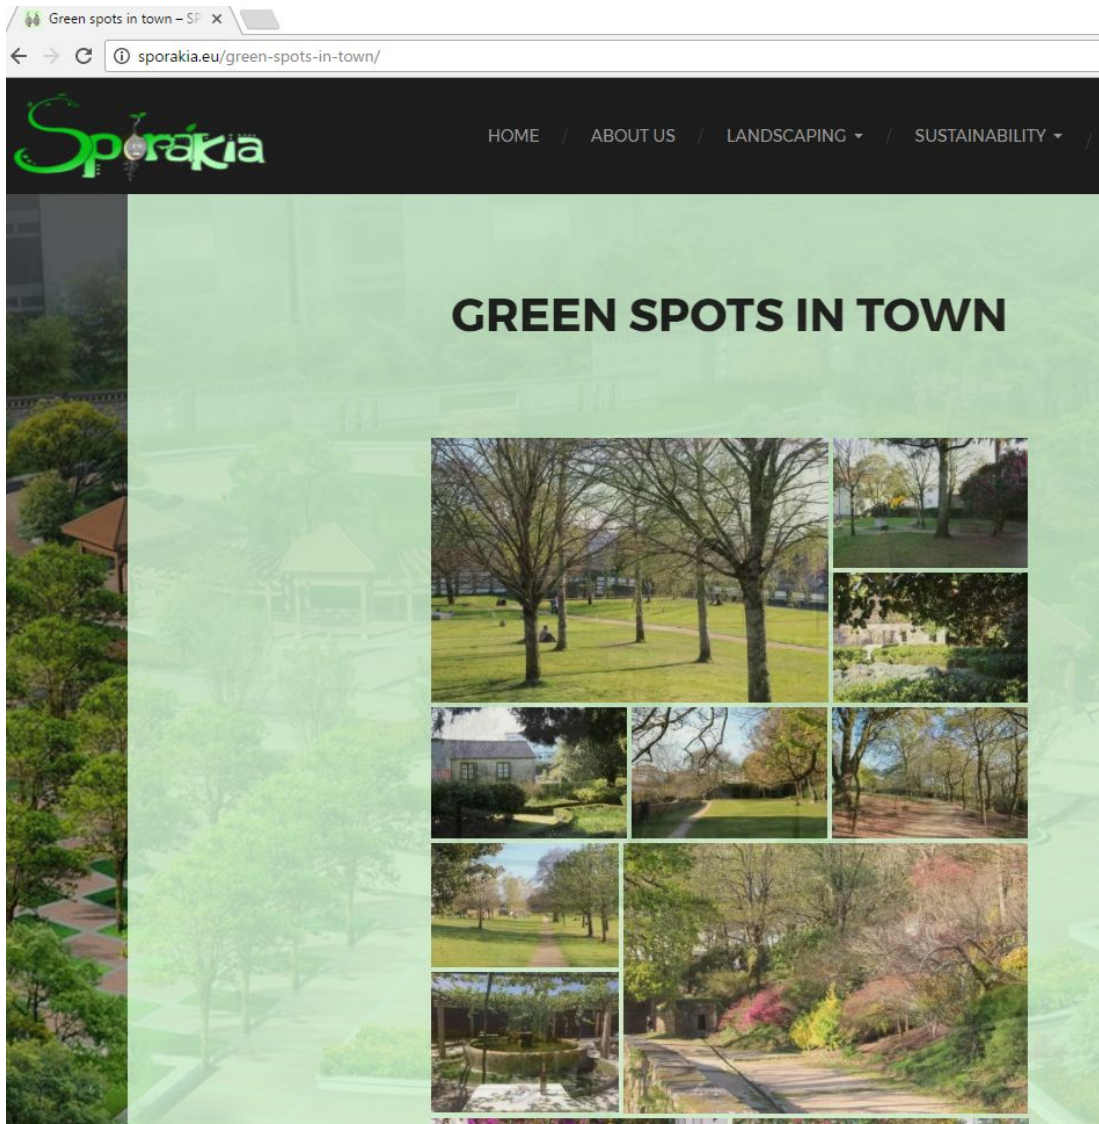 Green spots in town – SP
sporakia.eu/green-spots-in-town/
Sporakia
HOME / ABOUT US / LANDSCAPING / SUSTAINABILITY /
GREEN SPOTS IN TOWN